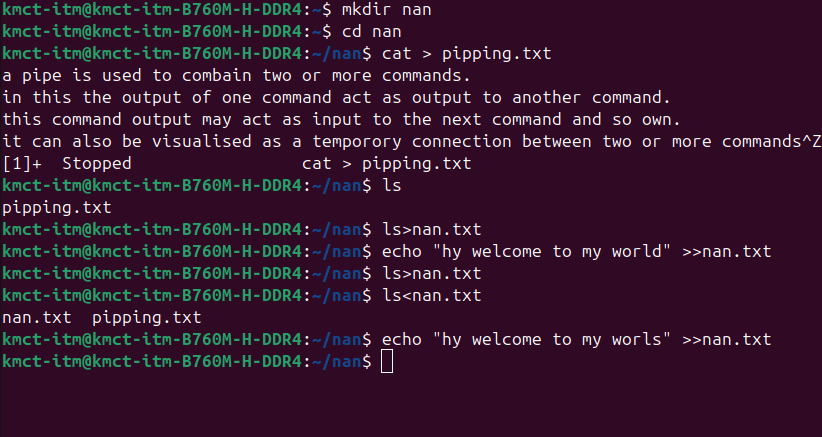 kmct-itm@kmct-itm-B760M-H-DDR4:~$ mkdir nan
kmct-itm@kmct-itm-B760M-H-DDR4:~$ cd nan
kmct-itm@kmct-itm-B760M-H-DDR4:~/nan$ cat > pipping.txt
a pipe is used to combain two or more commands.
in this the output of one command act as output to another command.
this command output may act as input to the next command and so own.
it can also be visualised as a temporory connection between two or more commands^Z
[1]+  Stopped                 cat > pipping.txt
kmct-itm@kmct-itm-B760M-H-DDR4:~/nan$ ls
pipping.txt
kmct-itm@kmct-itm-B760M-H-DDR4:~/nan$ ls>nan.txt
kmct-itm@kmct-itm-B760M-H-DDR4:~/nan$ echo "hy welcome to my world" >>nan.txt
kmct-itm@kmct-itm-B760M-H-DDR4:~/nan$ ls>nan.txt
kmct-itm@kmct-itm-B760M-H-DDR4:~/nan$ ls<nan.txt
nan.txt  pipping.txt
kmct-itm@kmct-itm-B760M-H-DDR4:~/nan$ echo "hy welcome to my worls" >>nan.txt
kmct-itm@kmct-itm-B760M-H-DDR4:~/nan$